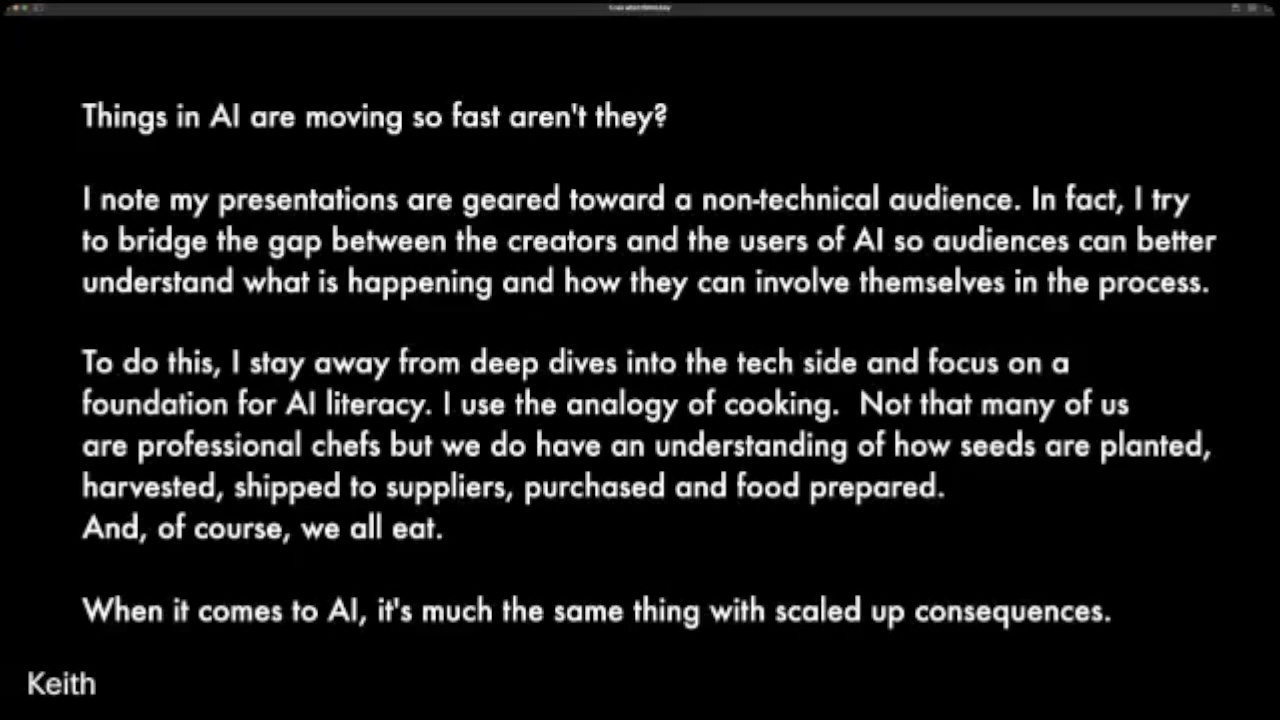 Things in AI are moving so fast aren't they?
I note my presentations are geared toward a non-technical audience. In fact, I try
to bridge the gap between the creators and the users of AI so audiences can better
understand what is happening and how they can involve themselves in the process.
To do this, I stay away from deep dives into the tech side and focus on a
foundation for AI literacy. I use the analogy of cooking.  Not that many of us
are professional chefs but we do have an understanding of how seeds are planted,
harvested, shipped to suppliers, purchased and food prepared.
And, of course, we all eat.
When it comes to AI, it's much the same thing with scaled up consequences.
Keith